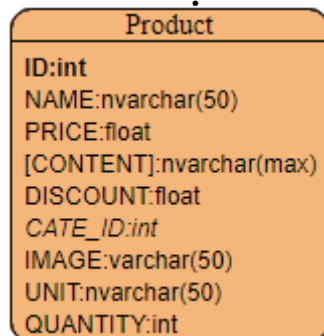 Product
ID:int
NAME:nvarchar(50)
PRICE:float
[CONTENT]:nvarchar(max)
DISCOUNT:float
CATE_ID:int
IMAGE:varchar(50)
UNIT:nvarchar(50)
QUANTITY:int